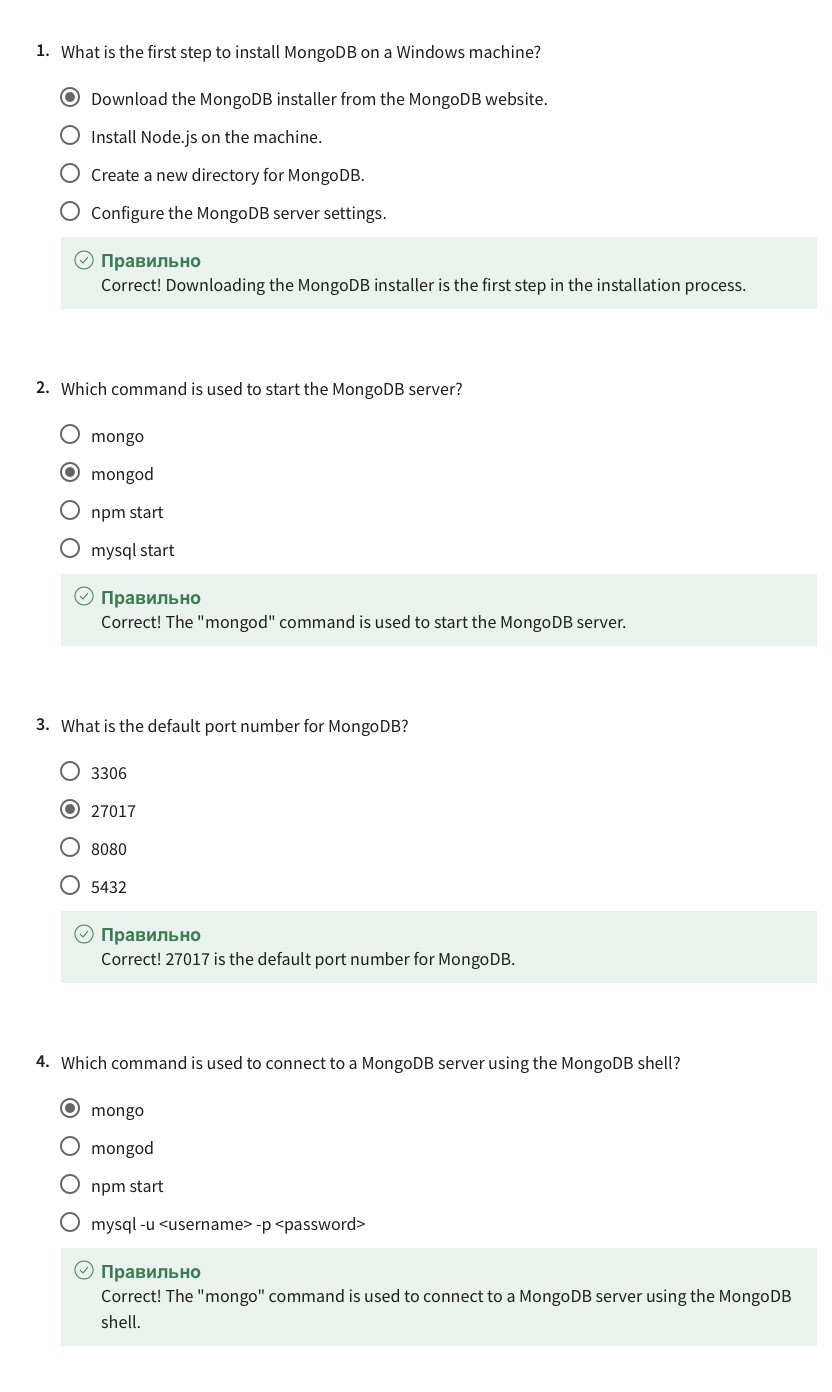 1. What is the first step to install MongoDB on a Windows machine?
Download the MongoDB installer from the MongoDB website.
Install Node.js on the machine.
Create a new directory for MongoDB.
Configure the MongoDB server settings.
Правильно
Correct! Downloading the MongoDB installer is the first step in the installation process.
2. Which command is used to start the MongoDB server?
mongo
mongod
npm start
mysql start
Правильно
Correct! The "mongod" command is used to start the MongoDB server.
3. What is the default port number for MongoDB?
3306
27017
8080
5432
Правильно
Correct! 27017 is the default port number for MongoDB.
4. Which command is used to connect to a MongoDB server using the MongoDB shell?
mongo
mongod
npm start
mysql -u <username> -p <password>
Правильно
Correct! The "mongo" command is used to connect to a MongoDB server using the MongoDB
shell.